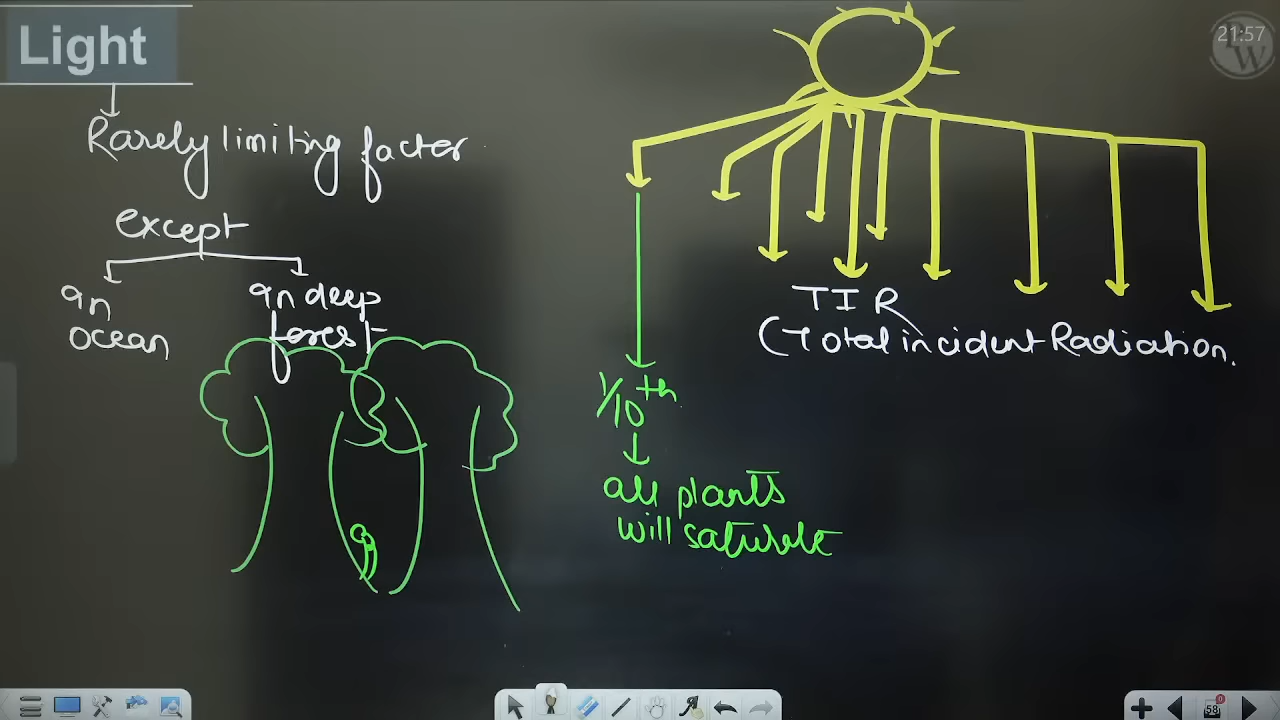 Light
Rarely limiting factor
except
In
ocean
In deep
forest
TIR
(Total incident Radiation.
1/10th
all plants
will saturate
21:57
58